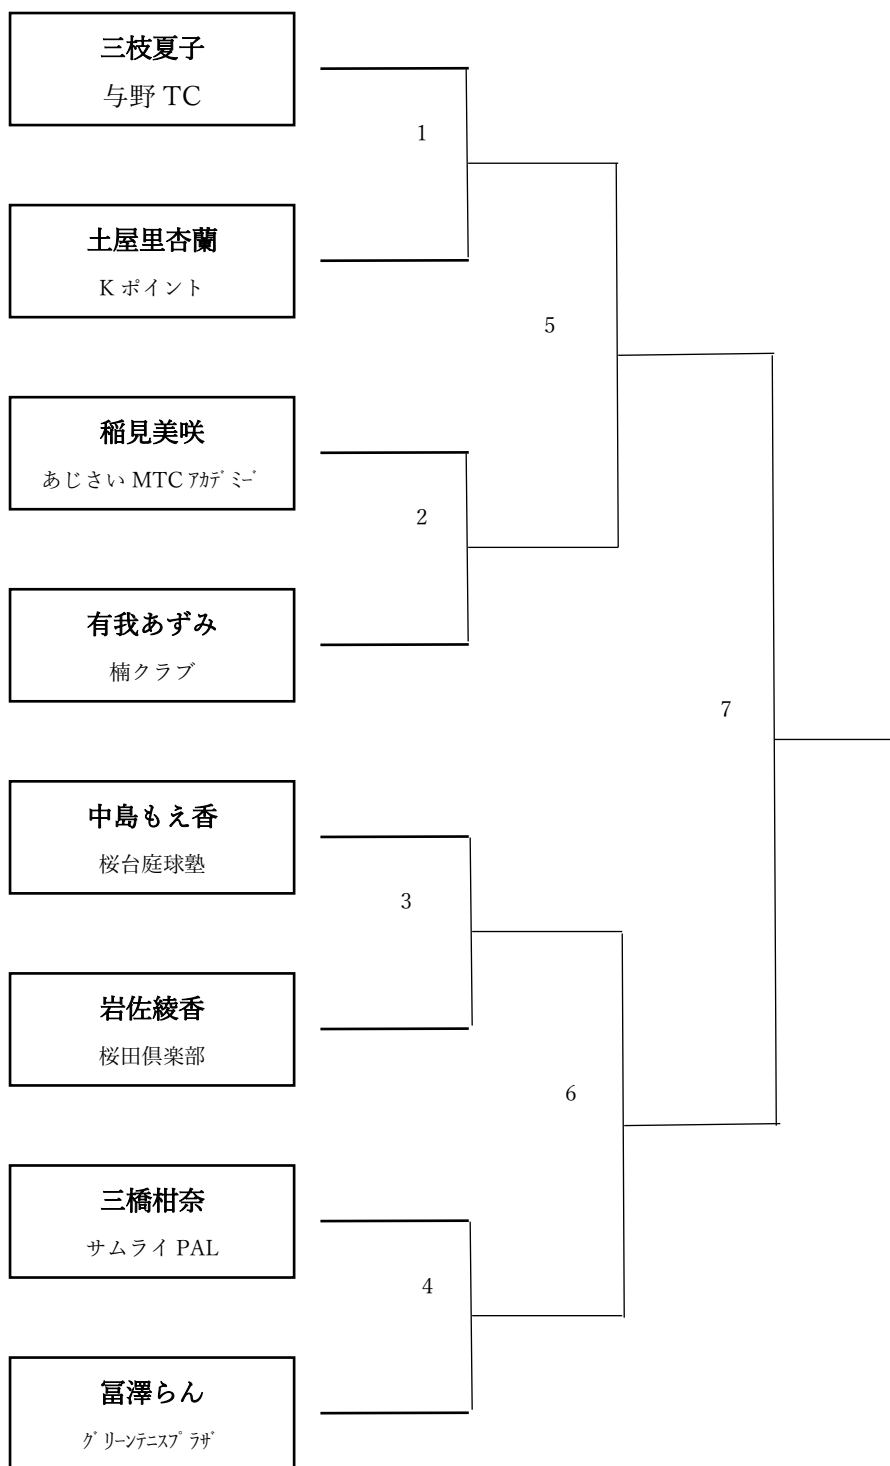 三枝夏子
与野 TC
1
土屋里杏蘭
K ポイント
5
稲見美咲
あじさい MTC ｱｶﾃﾞﾐｰﾞ
2
有我あずみ
楠クラブ
7
中島もえ香
桜台庭球塾
3
岩佐綾香
桜田倶楽部
6
三橋柑奈
サムライ PAL
4
冨澤らん
ｸﾞﾘｰﾝﾃﾆｽﾌﾟﾗｻﾞ